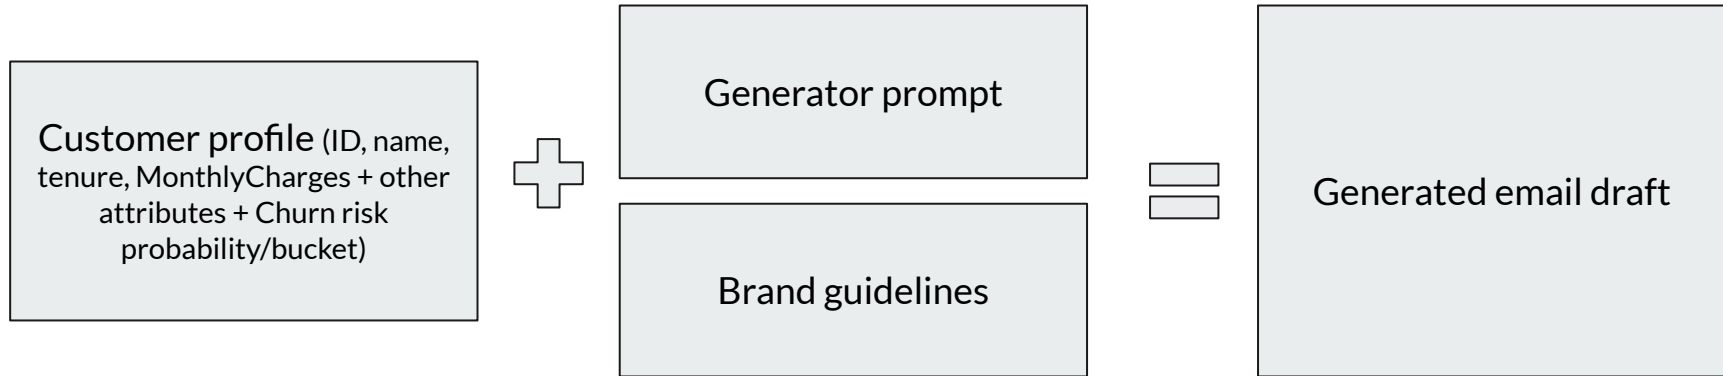 Customer profile (ID, name,
tenure, MonthlyCharges + other
attributes + Churn risk
probability/bucket)
Generator prompt
Brand guidelines
Generated email draft